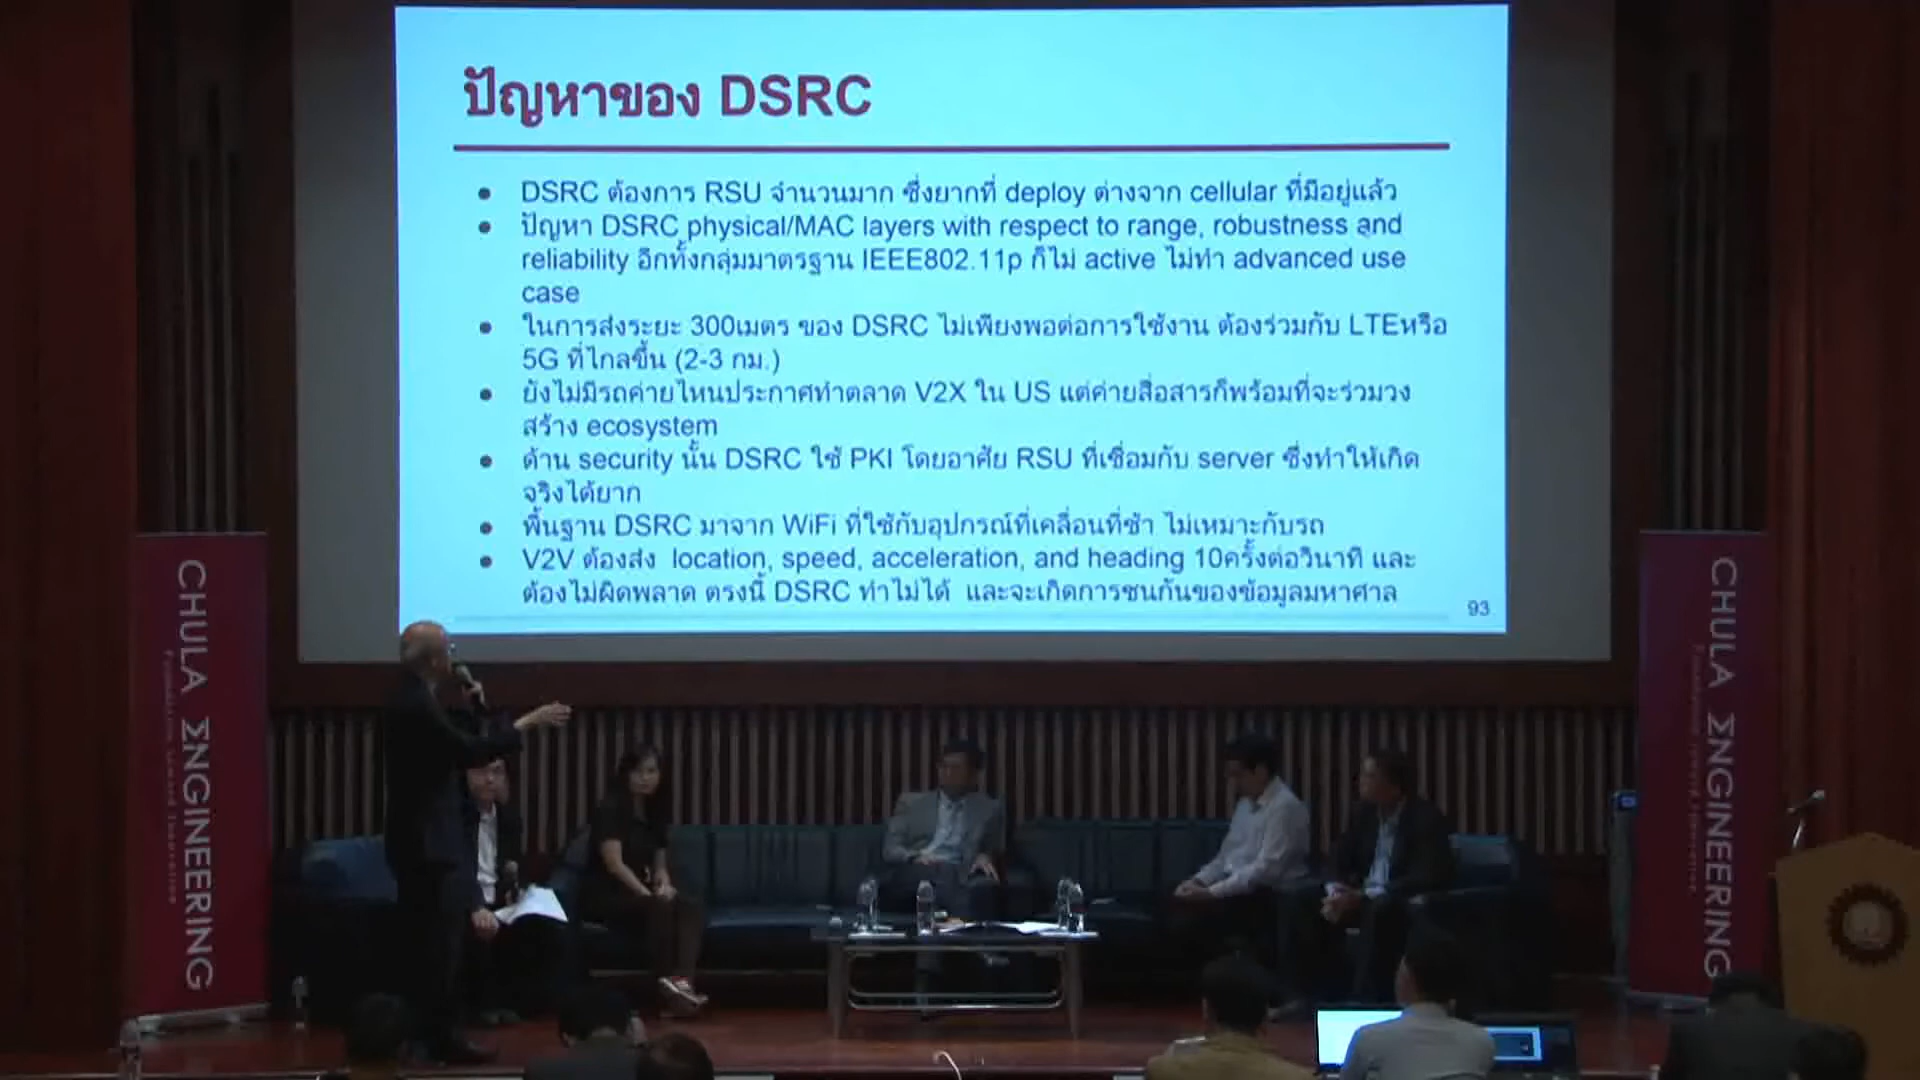 ปัญหาของ DSRC
DSRC ต้องการ RSU จำนวนมาก ซึ่งยากที่ deploy ต่างจาก cellular ที่มีอยู่แล้ว
ปัญหา DSRC physical/MAC layers with respect to range, robustness and
reliability อีกทั้งกลุ่มมาตรฐาน IEEE802.11p ก็ไม่ active ไม่ทำ advanced use
case
ในการส่งระยะ 300เมตร ของ DSRC ไม่เพียงพอต่อการใช้งาน ต้องร่วมกับ LTEหรือ
5G ที่ไกลขึ้น (2-3 กม.)
ยังไม่มีรถค่ายไหนประกาศทำตลาด V2X ใน US แต่ค่ายสื่อสารก็พร้อมที่จะร่วมวง
สร้าง ecosystem
ด้าน security นั้น DSRC ใช้ PKI โดยอาศัย RSU ที่เชื่อมกับ server ซึ่งทำให้เกิด
จริงได้ยาก
พื้นฐาน DSRC มาจาก WiFi ที่ใช้กับอุปกรณ์ที่เคลื่อนที่ช้า ไม่เหมาะกับรถ
V2V ต้องส่ง location, speed, acceleration, and heading 10ครั้งต่อวินาที และ
ต้องไม่ผิดพลาด ตรงนี้ DSRC ทำไม่ได้ และจะเกิดการชนกันของข้อมูลมหาศาล
93
CHULA ΣNGINEERING
Foundation toward Innovation
CHULA ΣNGINEERING
Foundation toward Innovation